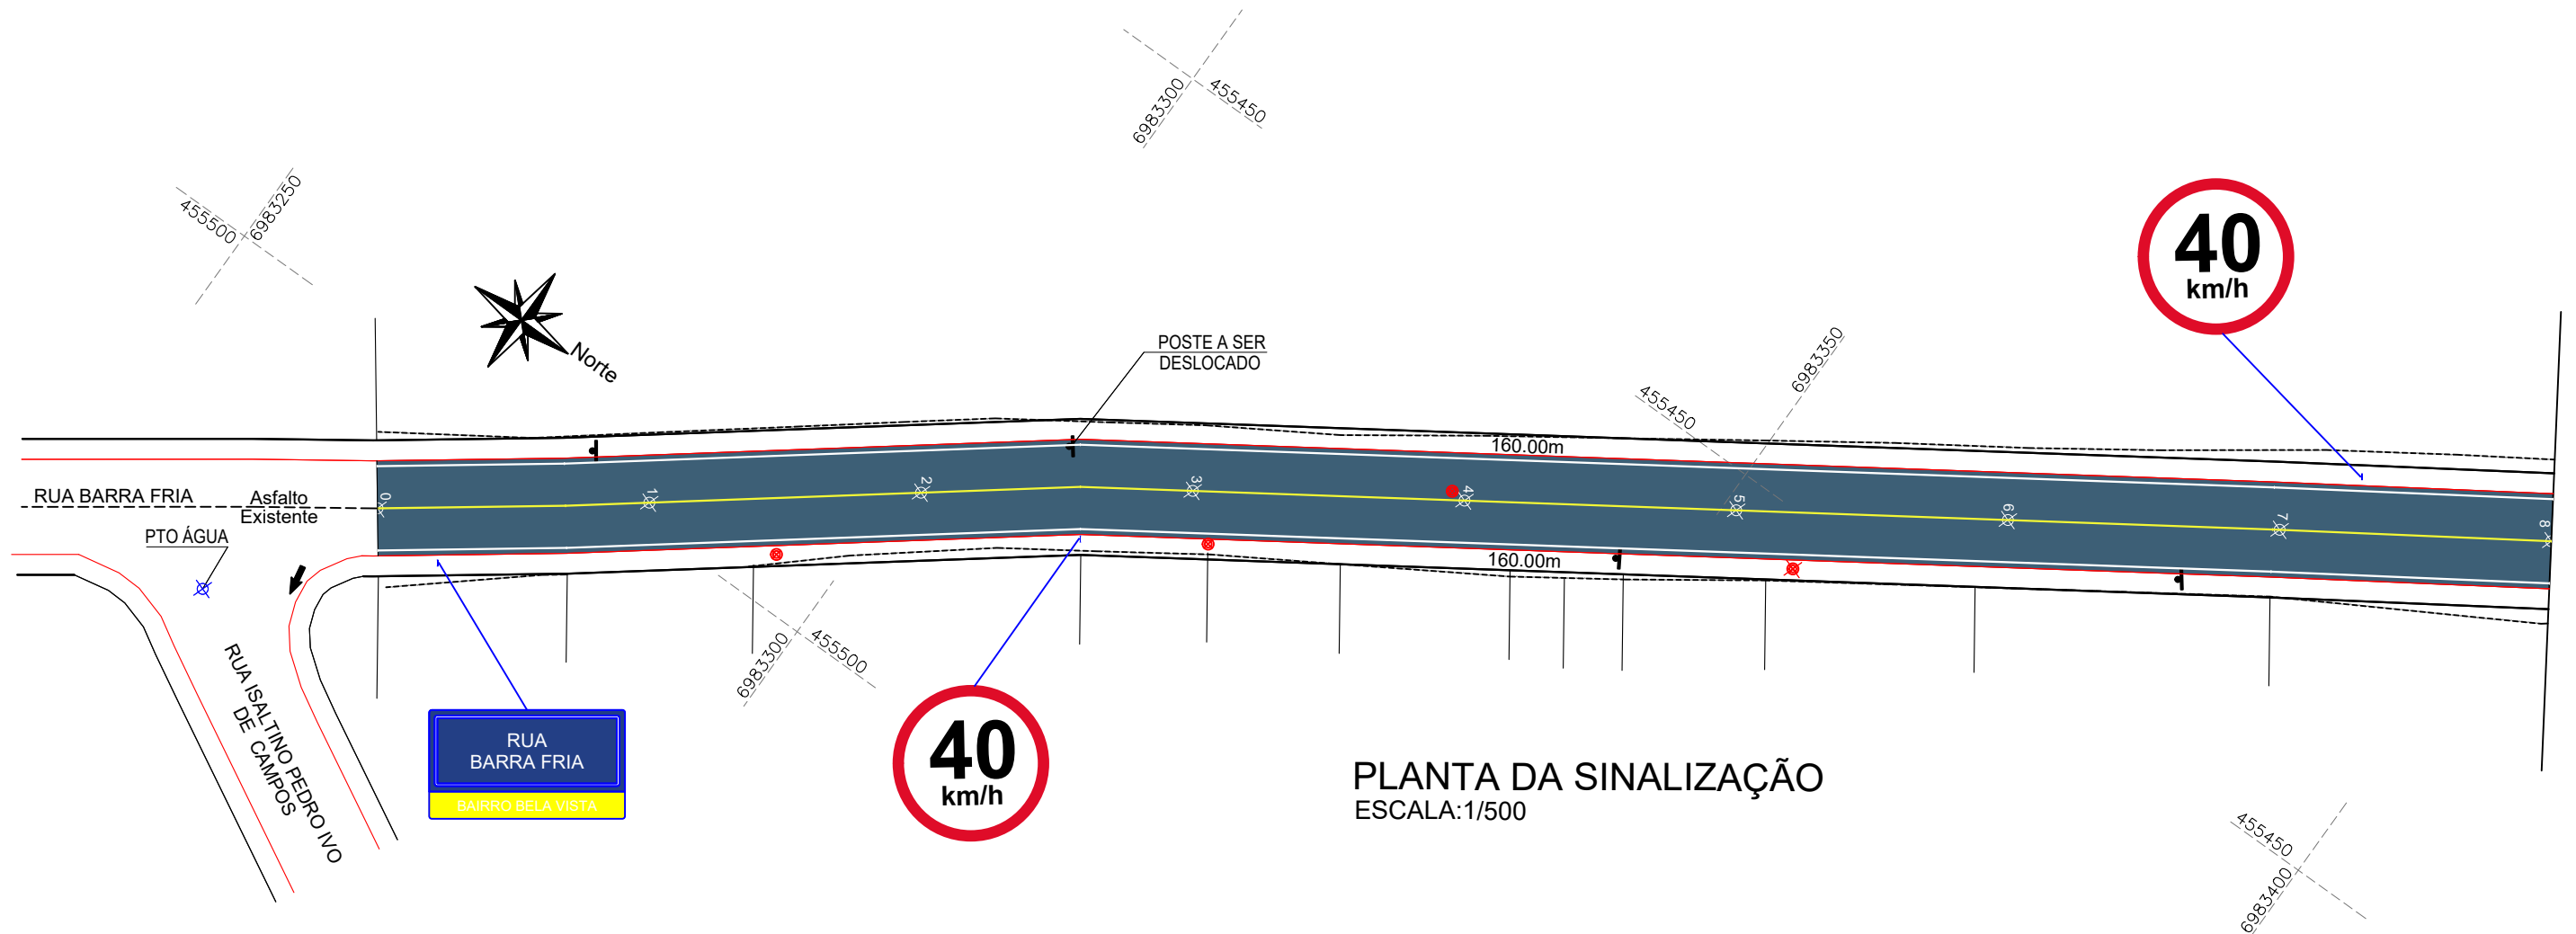 6983300
455450
455500
6983250
40
km/h
Norte
POSTE A SER
DESLOCADO
6983350
455450
160.00m
RUA BARRA FRIA
Asfalto
Existente
PTO ÁGUA
0
1
2
3
4
5
6
7
8
160.00m
6983300
455500
RUA ISALTINO PEDRO IVO
DE CAMPOS
RUA
BARRA FRIA
BAIRRO BELA VISTA
40
km/h
PLANTA DA SINALIZAÇÃO
ESCALA:1/500
455450
6983400